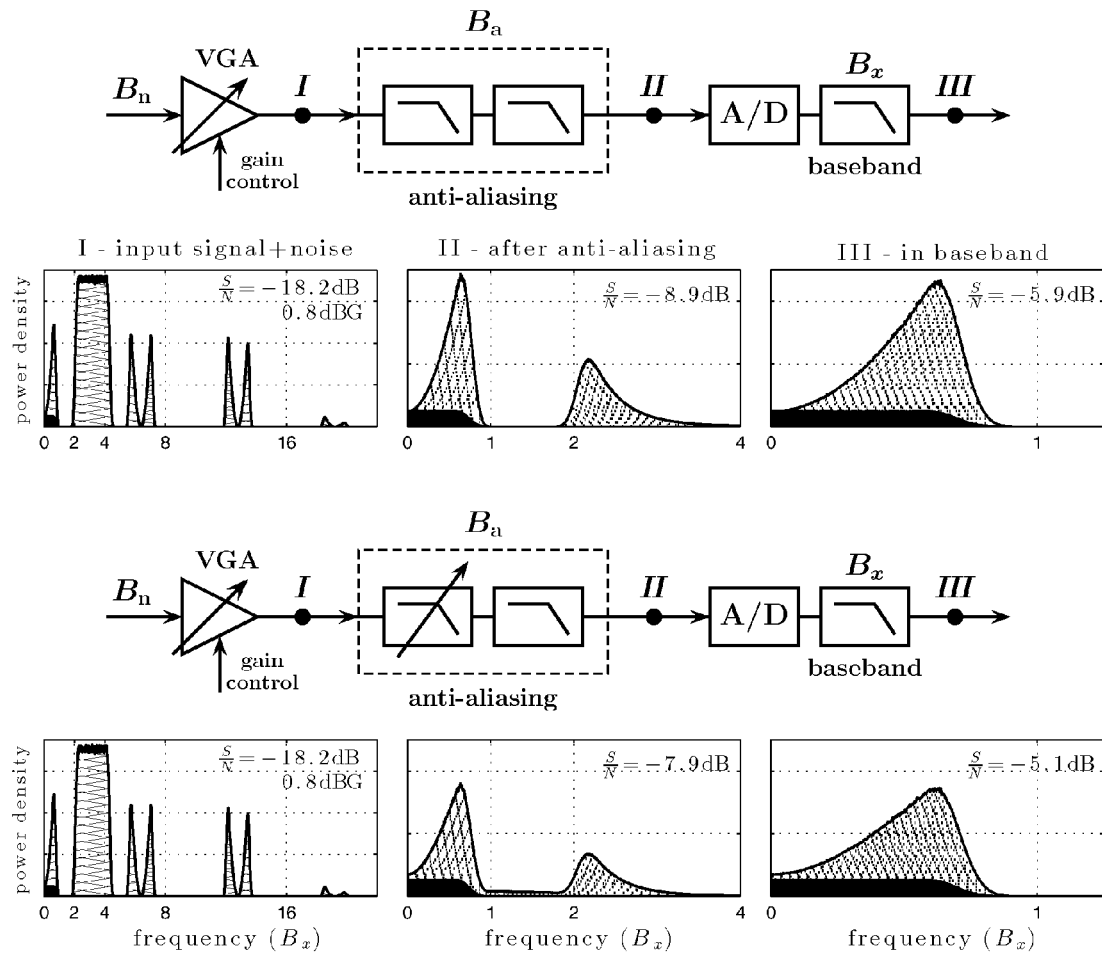 B_a
VGA
B_n
I
II
B_x
III
A/D
gain
control
anti-aliasing
baseband
I - input signal+noise
II - after anti-aliasing
III - in baseband
power density
S/N=−18.2dB
0.8dBG
S/N=−8.9dB
S/N=−5.9dB
0 2 4 8 16
0 1 2 4
0 1
B_a
VGA
B_n
I
II
B_x
III
A/D
gain
control
anti-aliasing
baseband
power density
S/N=−18.2dB
0.8dBG
S/N=−7.9dB
S/N=−5.1dB
0 2 4 8 16
0 1 2 4
0 1
frequency (B_x)
frequency (B_x)
frequency (B_x)